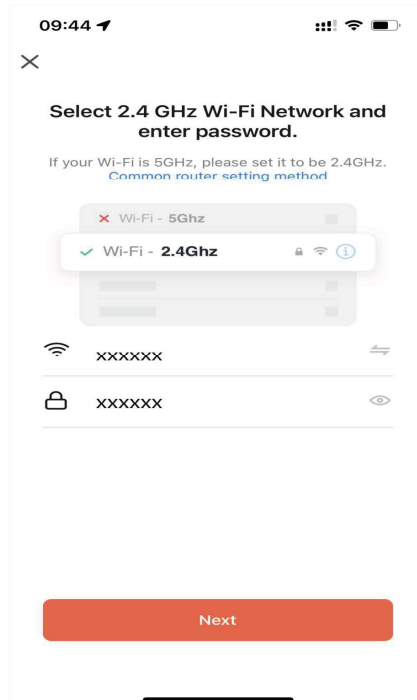 09:44
Select 2.4 GHz Wi-Fi Network and
enter password.
If your Wi-Fi is 5GHz, please set it to be 2.4GHz.
Common router setting method
Wi-Fi - 5Ghz
Wi-Fi - 2.4Ghz
xxxxxx
xxxxxx
Next